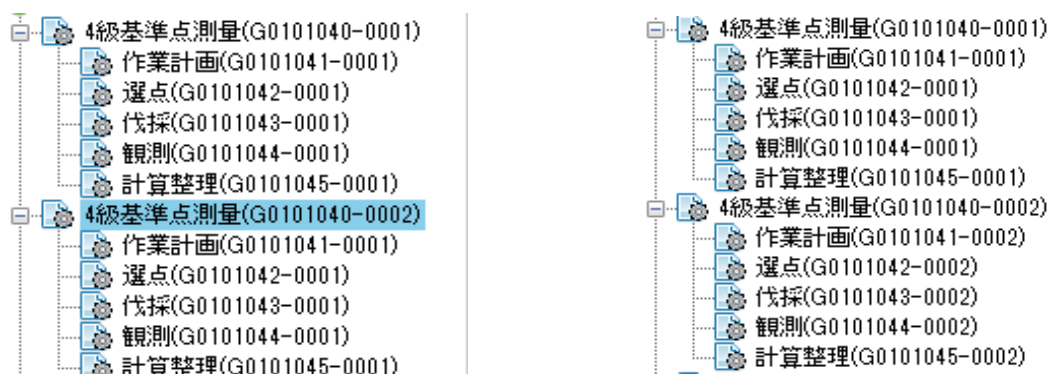 4級基準点測量(G0101040-0001)
作業計画(G0101041-0001)
選点(G0101042-0001)
伐採(G0101043-0001)
観測(G0101044-0001)
計算整理(G0101045-0001)
4級基準点測量(G0101040-0002)
作業計画(G0101041-0001)
選点(G0101042-0001)
伐採(G0101043-0001)
観測(G0101044-0001)
計算整理(G0101045-0001)
4級基準点測量(G0101040-0001)
作業計画(G0101041-0001)
選点(G0101042-0001)
伐採(G0101043-0001)
観測(G0101044-0001)
計算整理(G0101045-0001)
4級基準点測量(G0101040-0002)
作業計画(G0101041-0002)
選点(G0101042-0002)
伐採(G0101043-0002)
観測(G0101044-0002)
計算整理(G0101045-0002)